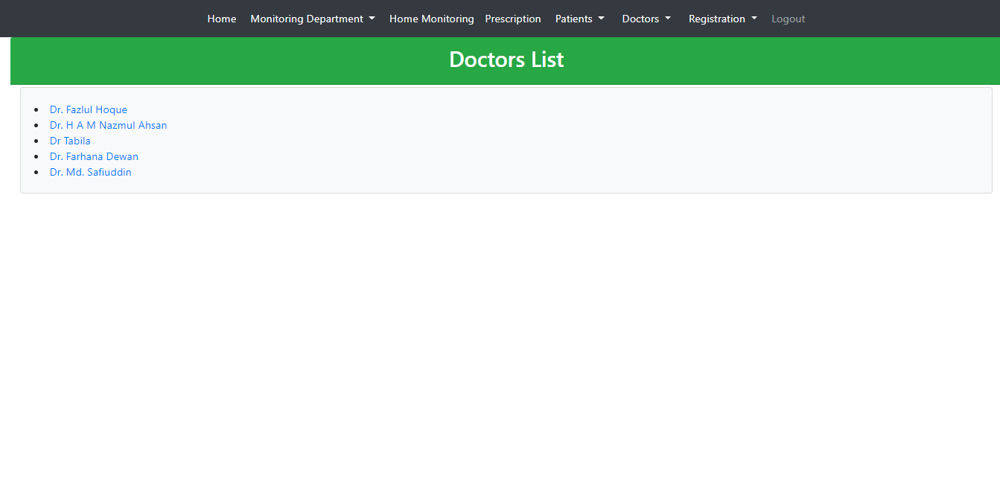 Home Monitoring Department Home Monitoring Prescription Patients Doctors Registration Logout
Doctors List
Dr. Fazlul Hoque
Dr. H A M Nazmul Ahsan
Dr Tabila
Dr. Farhana Dewan
Dr. Md. Safiuddin